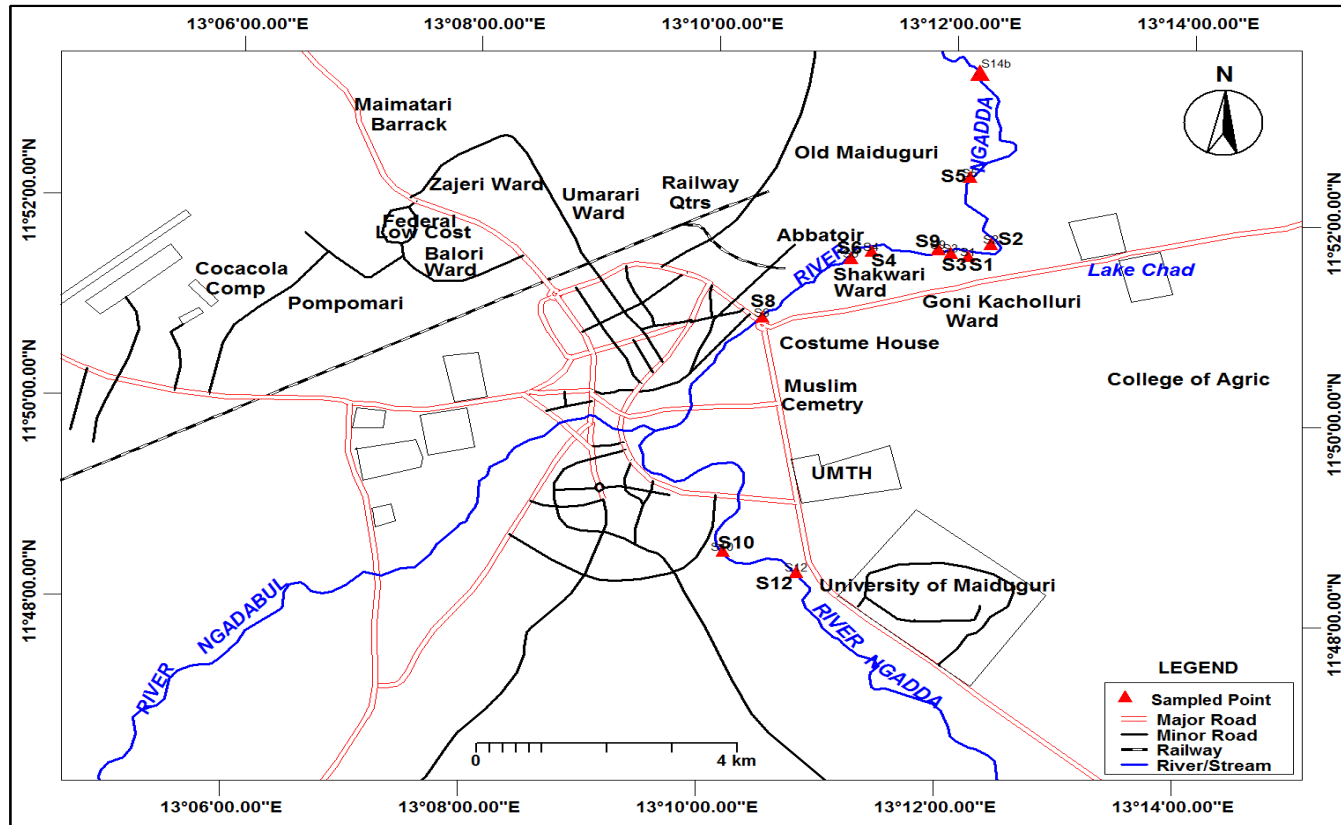 13°06'00.00"E 13°08'00.00"E 13°10'00.00"E 13°12'00.00"E 13°14'00.00"E
S14b
N
Maimatari
Barrack
NGADDA
Old Maiduguri
11°52'00.00"N
Zajeri Ward
Umarari
Ward
Railway
Qtrs
S5
Federal
Low Cost
Balori
Ward
Abbatoir
S6
S4
S9
S2
S3
S1
11°52'00.00"N
RIVER
Shakwari
Ward
Lake Chad
Cocacola
Comp
Pompomari
S8
Goni Kacholluri
Ward
Costume House
College of Agric
Muslim
Cemetry
11°50'00.00"N
11°50'00.00"N
UMTH
S10
S10
S12
S12
University of Maiduguri
11°48'00.00"N
11°48'00.00"N
RIVER NGADABUL
RIVER NGADDA
LEGEND
Sampled Point
Major Road
Minor Road
Railway
River/Stream
0 4 km
13°06'00.00"E 13°08'00.00"E 13°10'00.00"E 13°12'00.00"E 13°14'00.00"E